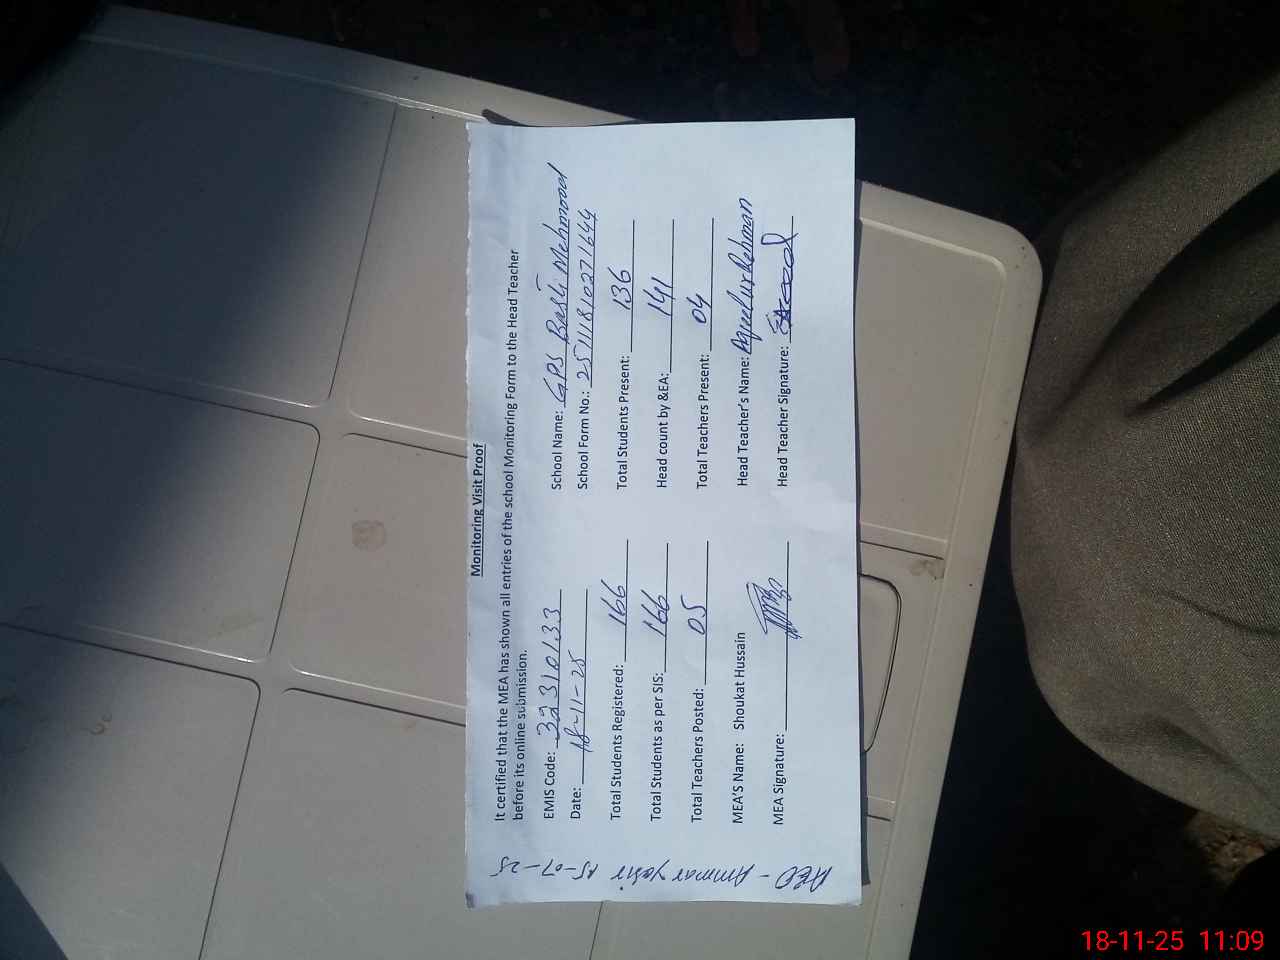 Monitoring Visit Proof
It certified that the MEA has shown all entries of the school Monitoring Form to the Head Teacher
before its online submission.
EMIS Code: 32310133 School Name: GPS Basti Mehmood
Date: 18-11-25 School Form No.: 25111810271644
Total Students Registered: 166 Total Students Present: 136
Total Students as per SIS: 166 Head count by &EA: 141
Total Teachers Posted: 05 Total Teachers Present: 04
MEA'S Name: Shoukat Hussain Head Teacher's Name: Aqeel ur Rehman
MEA Signature: Head Teacher Signature:
AEO - Ammar Yasir 15-07-25
18-11-25 11:09